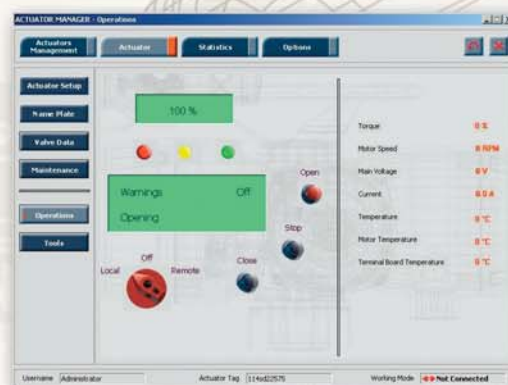 ACTUATOR MANAGER - Operations
Actuators Management
Actuator
Statistics
Options
Actuator Setup
Name Plate
Valve Data
Maintenance
Operations
Tools
100 %
Warnings Off
Opening
Open
Stop
Close
Off
Local
Remote
Torque 0 %
Motor Speed 0 RPM
Main Voltage 0 V
Current 0.0 A
Temperature 0 °C
Motor Temperature 0 °C
Terminal Board Temperature 0 °C
Username Administrator
Actuator Tag
Working Mode Not Connected